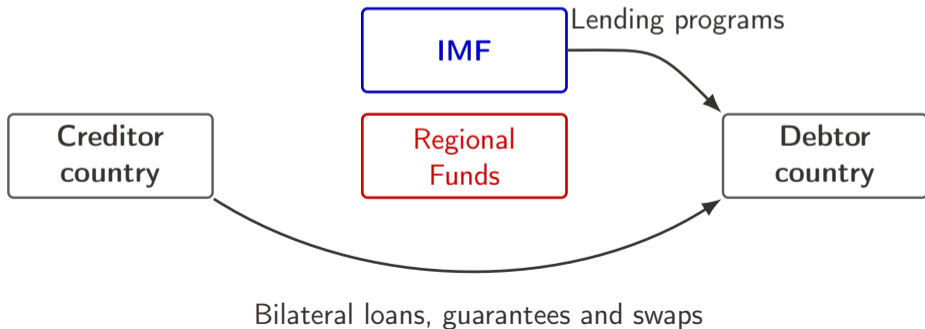 Lending programs
IMF
Creditor
country
Regional
Funds
Debtor
country
Bilateral loans, guarantees and swaps